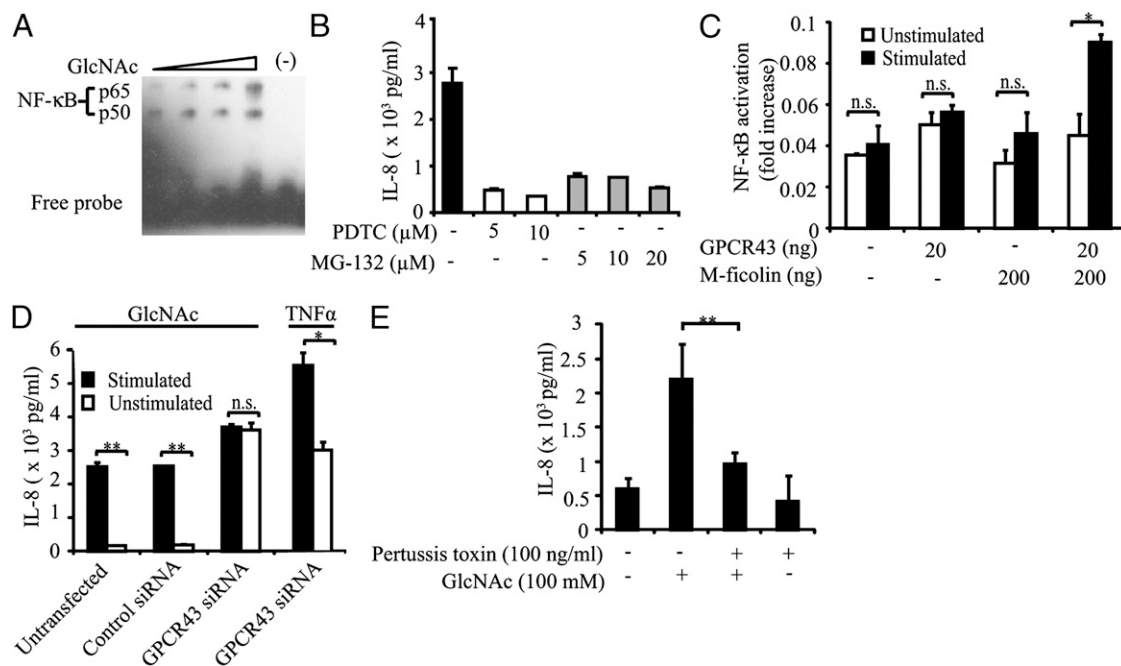 A
GlcNAc
(-)
NF-κB
p65
p50
Free probe
B
IL-8 ( x 10³ pg/ml)
4
3
2
1
0
PDTC (µM) - 5 10 - - -
MG-132 (µM) - - - 5 10 20
C
NF-κB activation
(fold increase)
0.1
0.08
0.06
0.04
0.02
0
Unstimulated
Stimulated
n.s. n.s. n.s. *
GPCR43 (ng) - 20 - 20
M-ficolin (ng) - - 200 200
D
GlcNAc TNFα
IL-8 ( x 10³ pg/ml)
6
5
4
3
2
1
0
Stimulated
Unstimulated
** ** n.s. *
Untransfected
Control siRNA
GPCR43 siRNA
GPCR43 siRNA
E
IL-8 (x 10³ pg/ml)
3
2.5
2
1.5
1
0.5
0
**
Pertussis toxin (100 ng/ml) - - + +
GlcNAc (100 mM) - + + -